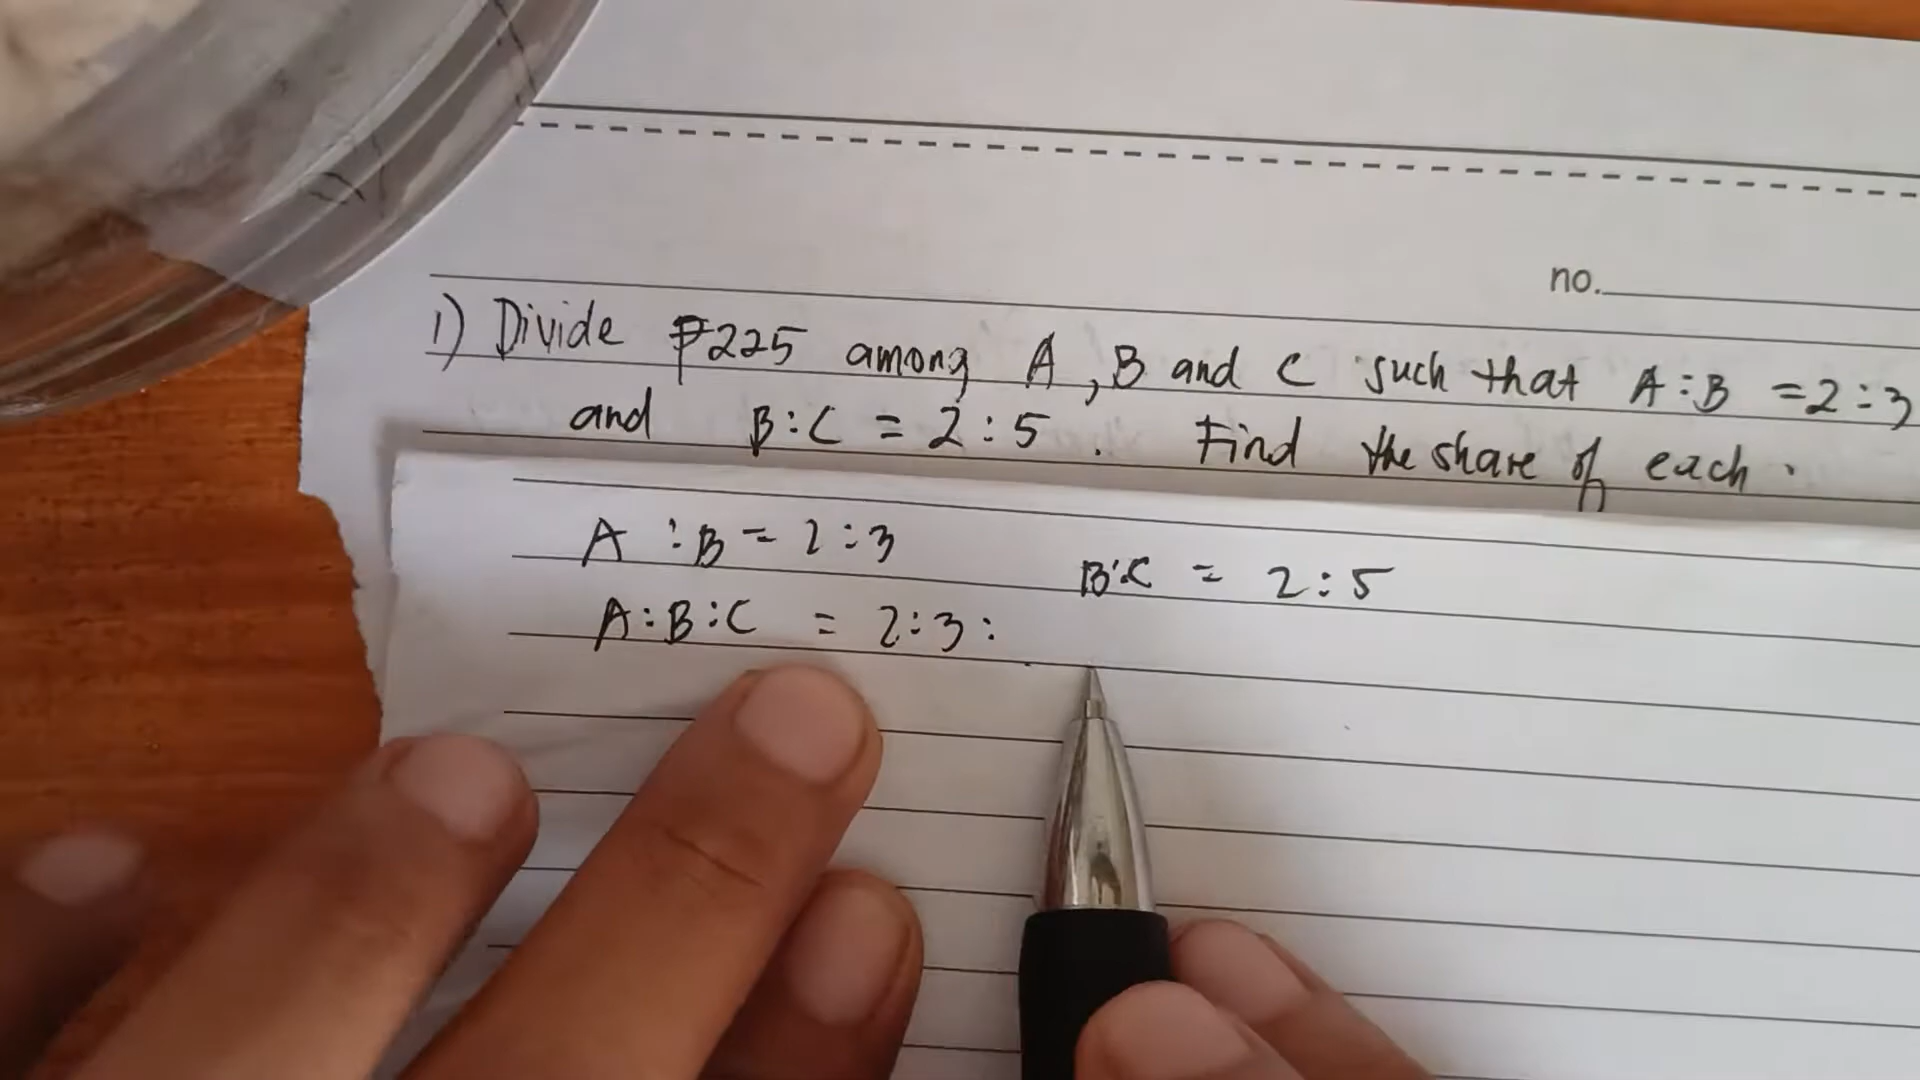 no.
1) Divide ₱225 among A, B and C such that A:B = 2:3
and B:C = 2:5. Find the share of each.
A :B = 2:3
B:C = 2:5
A:B:C = 2:3: